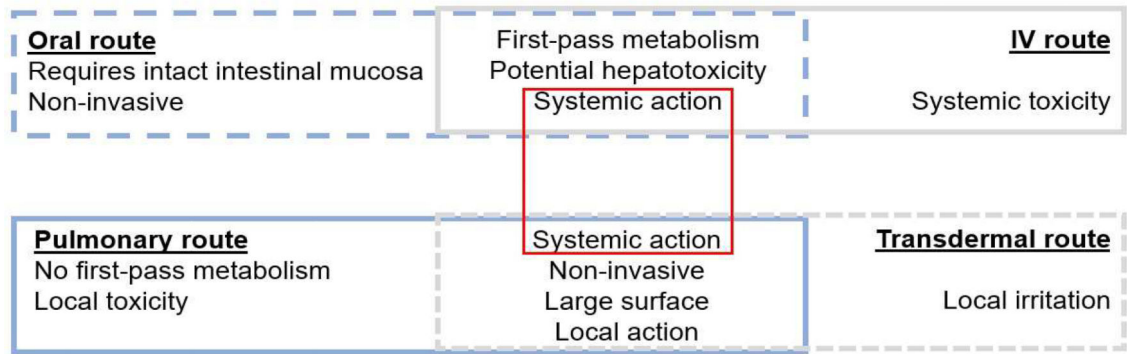 Oral route
Requires intact intestinal mucosa
Non-invasive
First-pass metabolism
Potential hepatotoxicity
Systemic action
IV route
Systemic toxicity
Pulmonary route
No first-pass metabolism
Local toxicity
Systemic action
Non-invasive
Large surface
Local action
Transdermal route
Local irritation